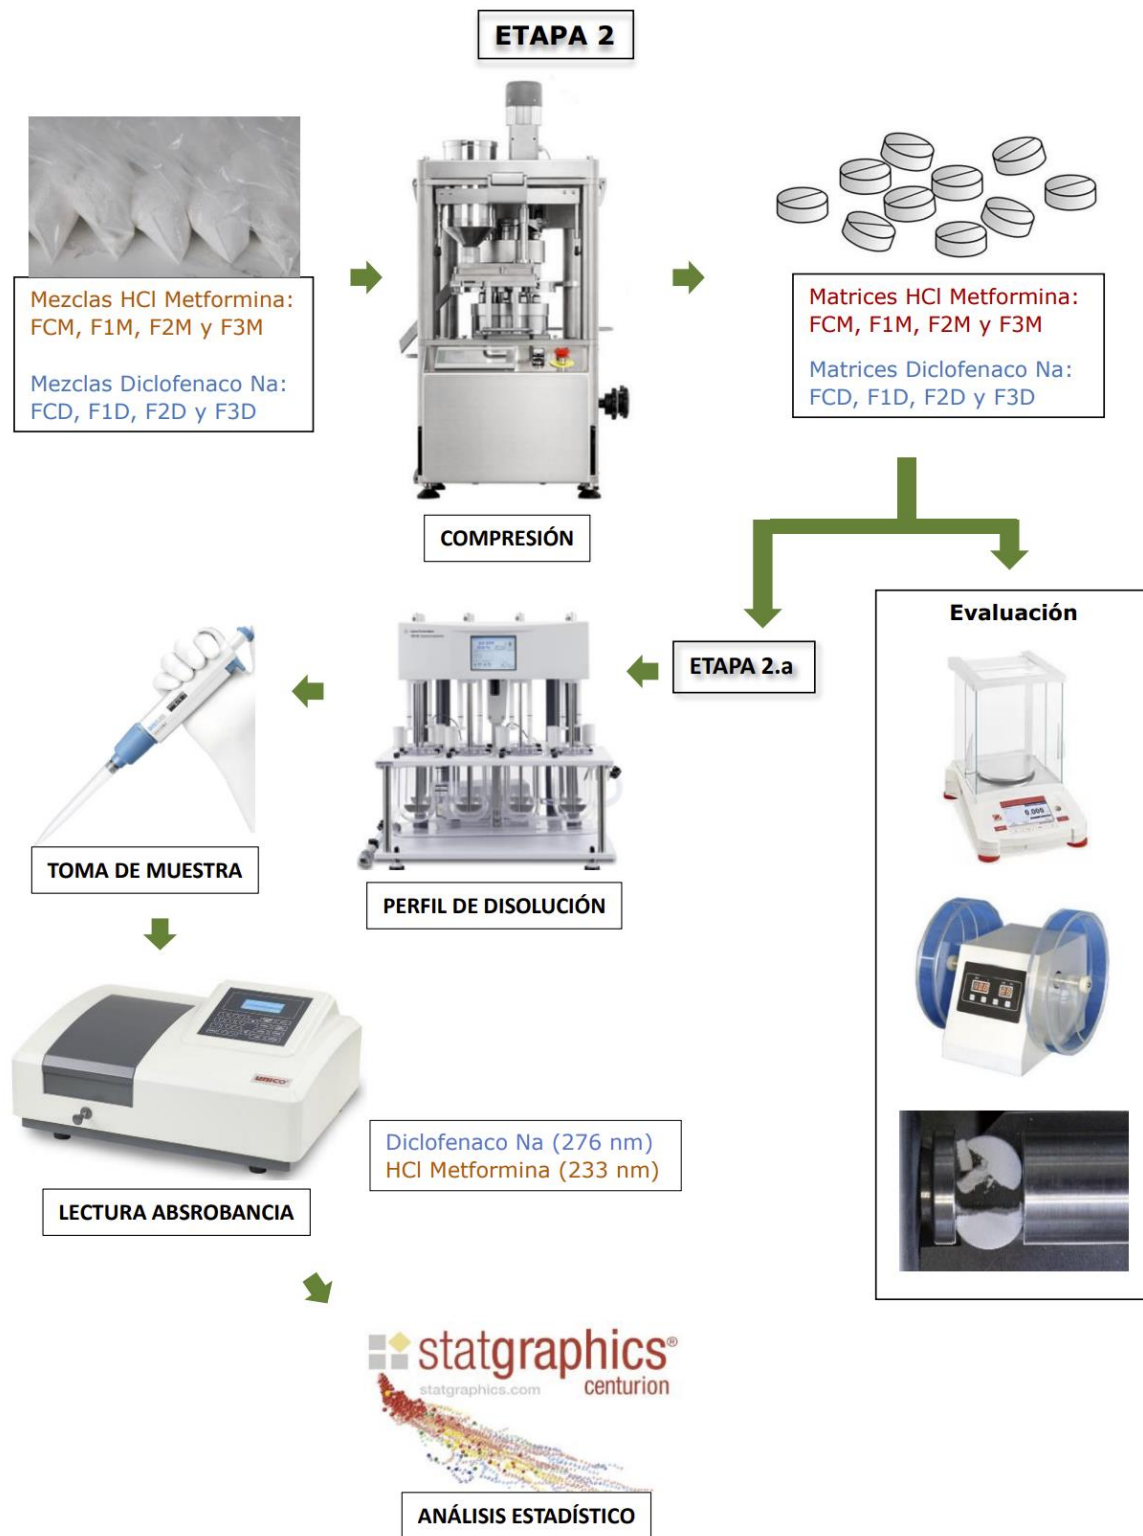 ETAPA 2
Mezclas HCl Metformina:
FCM, F1M, F2M y F3M
Mezclas Diclofenaco Na:
FCD, F1D, F2D y F3D
COMPRESIÓN
Matrices HCl Metformina:
FCM, F1M, F2M y F3M
Matrices Diclofenaco Na:
FCD, F1D, F2D y F3D
Evaluación
ETAPA 2.a
PERFIL DE DISOLUCIÓN
TOMA DE MUESTRA
UNICO
Diclofenaco Na (276 nm)
HCl Metformina (233 nm)
LECTURA ABSROBANCIA
statgraphics®
statgraphics.com
centurion
ANÁLISIS ESTADÍSTICO